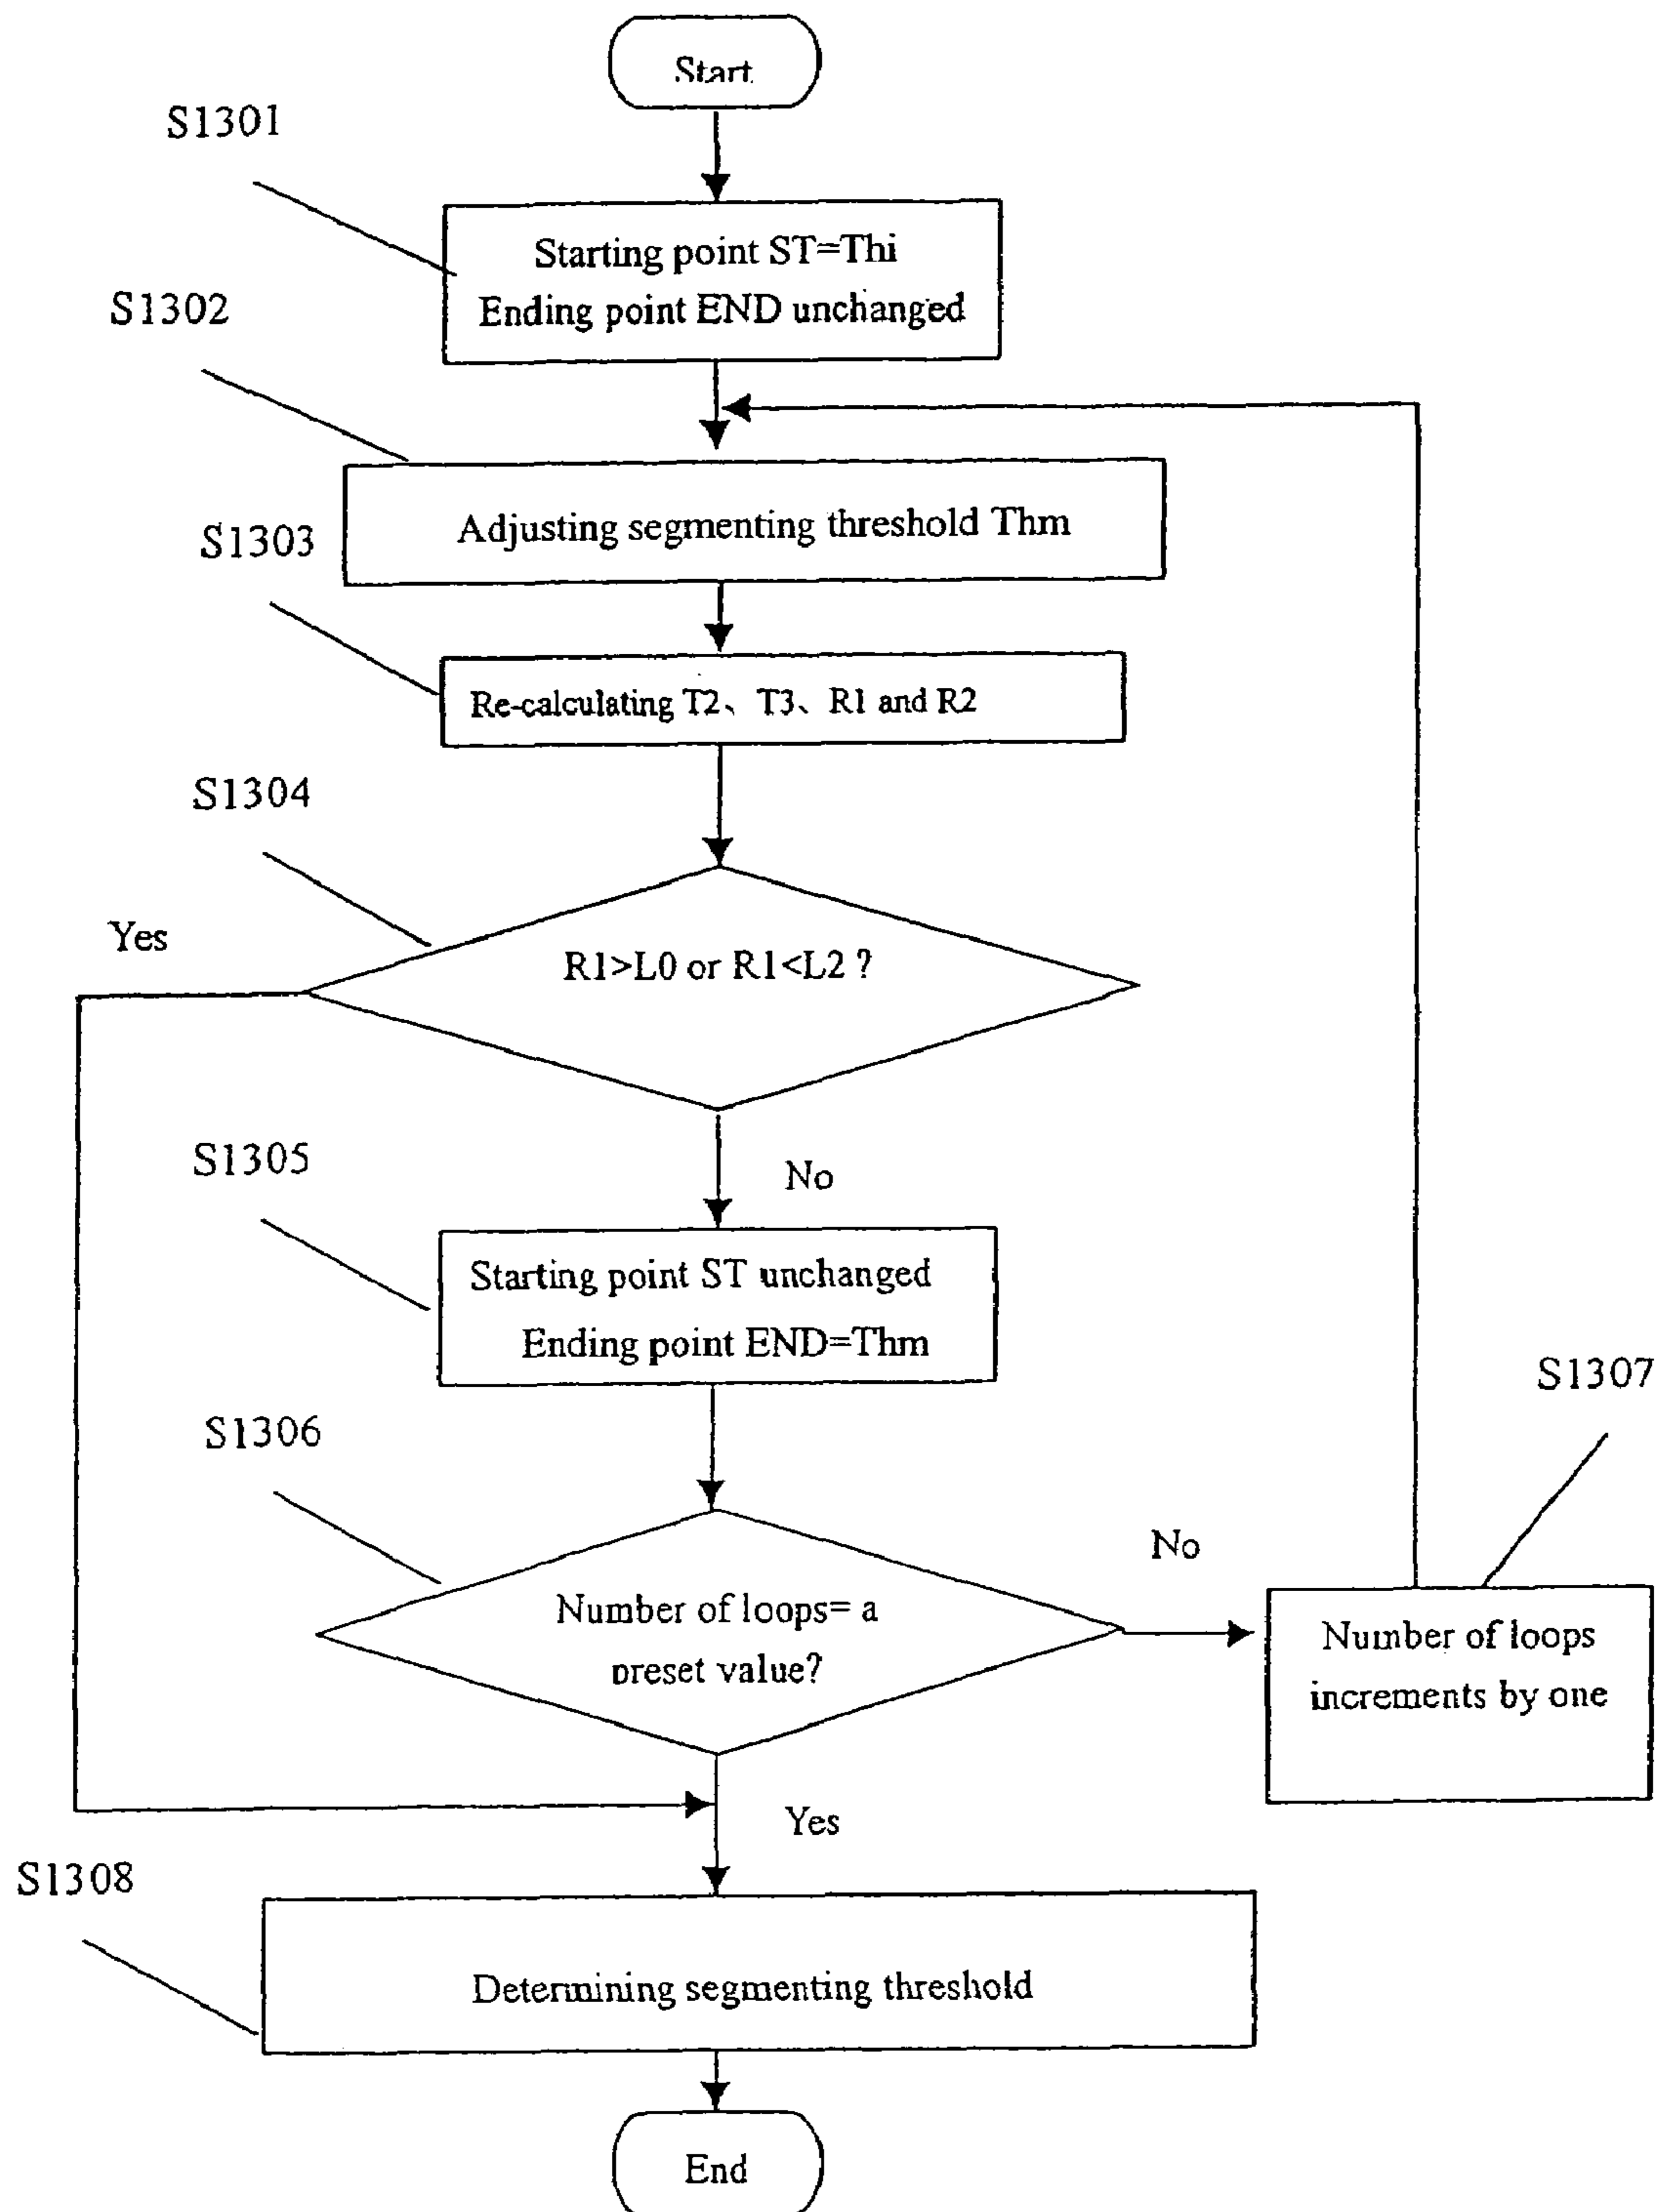 Start
S1301
Starting point ST=Thi
Ending point END unchanged
S1302
Adjusting segmenting threshold Thm
S1303
Re-calculating T2、T3、R1 and R2
S1304
Yes
R1>L0 or R1<L2 ?
No
S1305
Starting point ST unchanged
Ending point END=Thm
S1306
No
S1307
Number of loops= a
preset value?
Number of loops
increments by one
Yes
S1308
Determining segmenting threshold
End